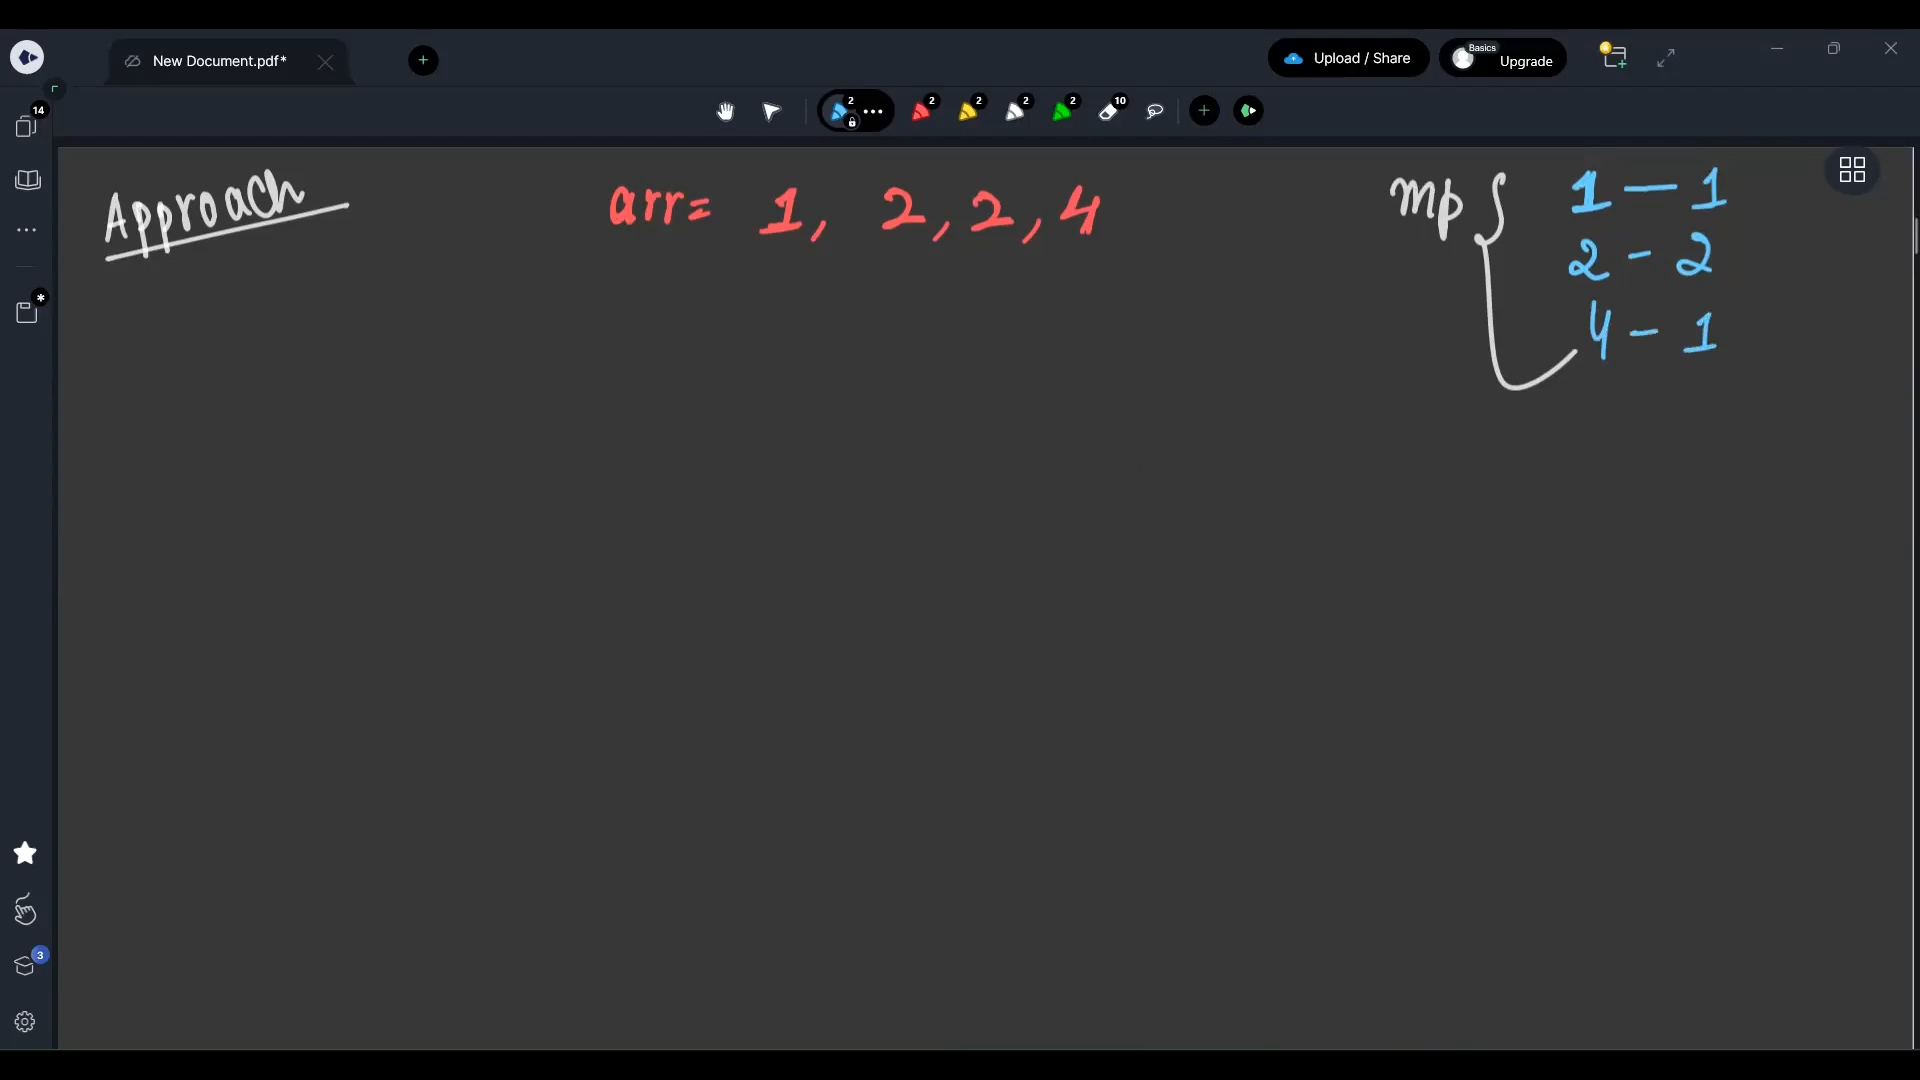 New Document.pdf*
Upload / Share
Basics
Upgrade
14
2
2
2
2
2
10
Approach
arr= 1, 2, 2, 4
mp{ 1 — 1
2 - 2
4 - 1
3